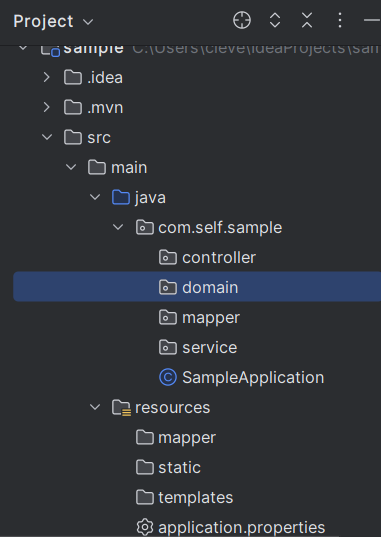 Project
sample C:\Users\cleve\IdeaProjects\sam
.idea
.mvn
src
main
java
com.self.sample
controller
domain
mapper
service
SampleApplication
resources
mapper
static
templates
application.properties